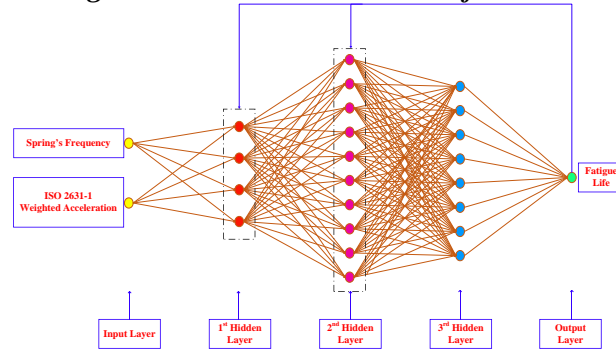 Spring's Frequency
ISO 2631-1
Weighted Acceleration
Fatigue
Life
Input Layer
1st Hidden
Layer
2nd Hidden
Layer
3rd Hidden
Layer
Output
Layer